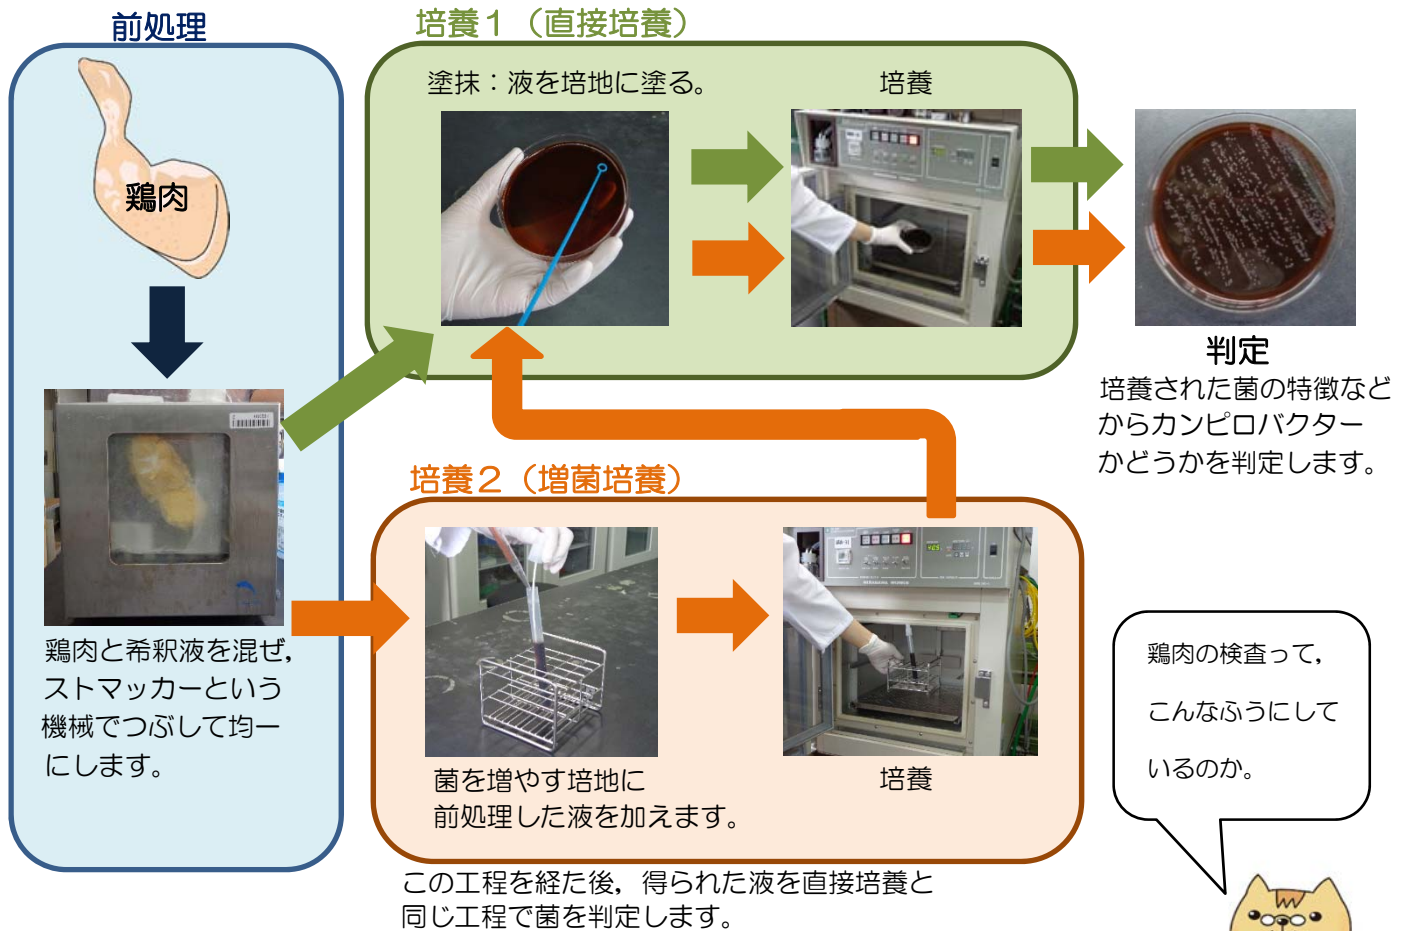 前処理
鶏肉
鶏肉と希釈液を混ぜ,
ストマッカーという
機械でつぶして均一
にします。
培養1（直接培養）
塗抹：液を培地に塗る。
培養
判定
培養された菌の特徴など
からカンピロバクター
かどうかを判定します。
培養2（増菌培養）
菌を増やす培地に
前処理した液を加えます。
培養
この工程を経た後，得られた液を直接培養と
同じ工程で菌を判定します。
鶏肉の検査って，
こんなふうにして
いるのか。